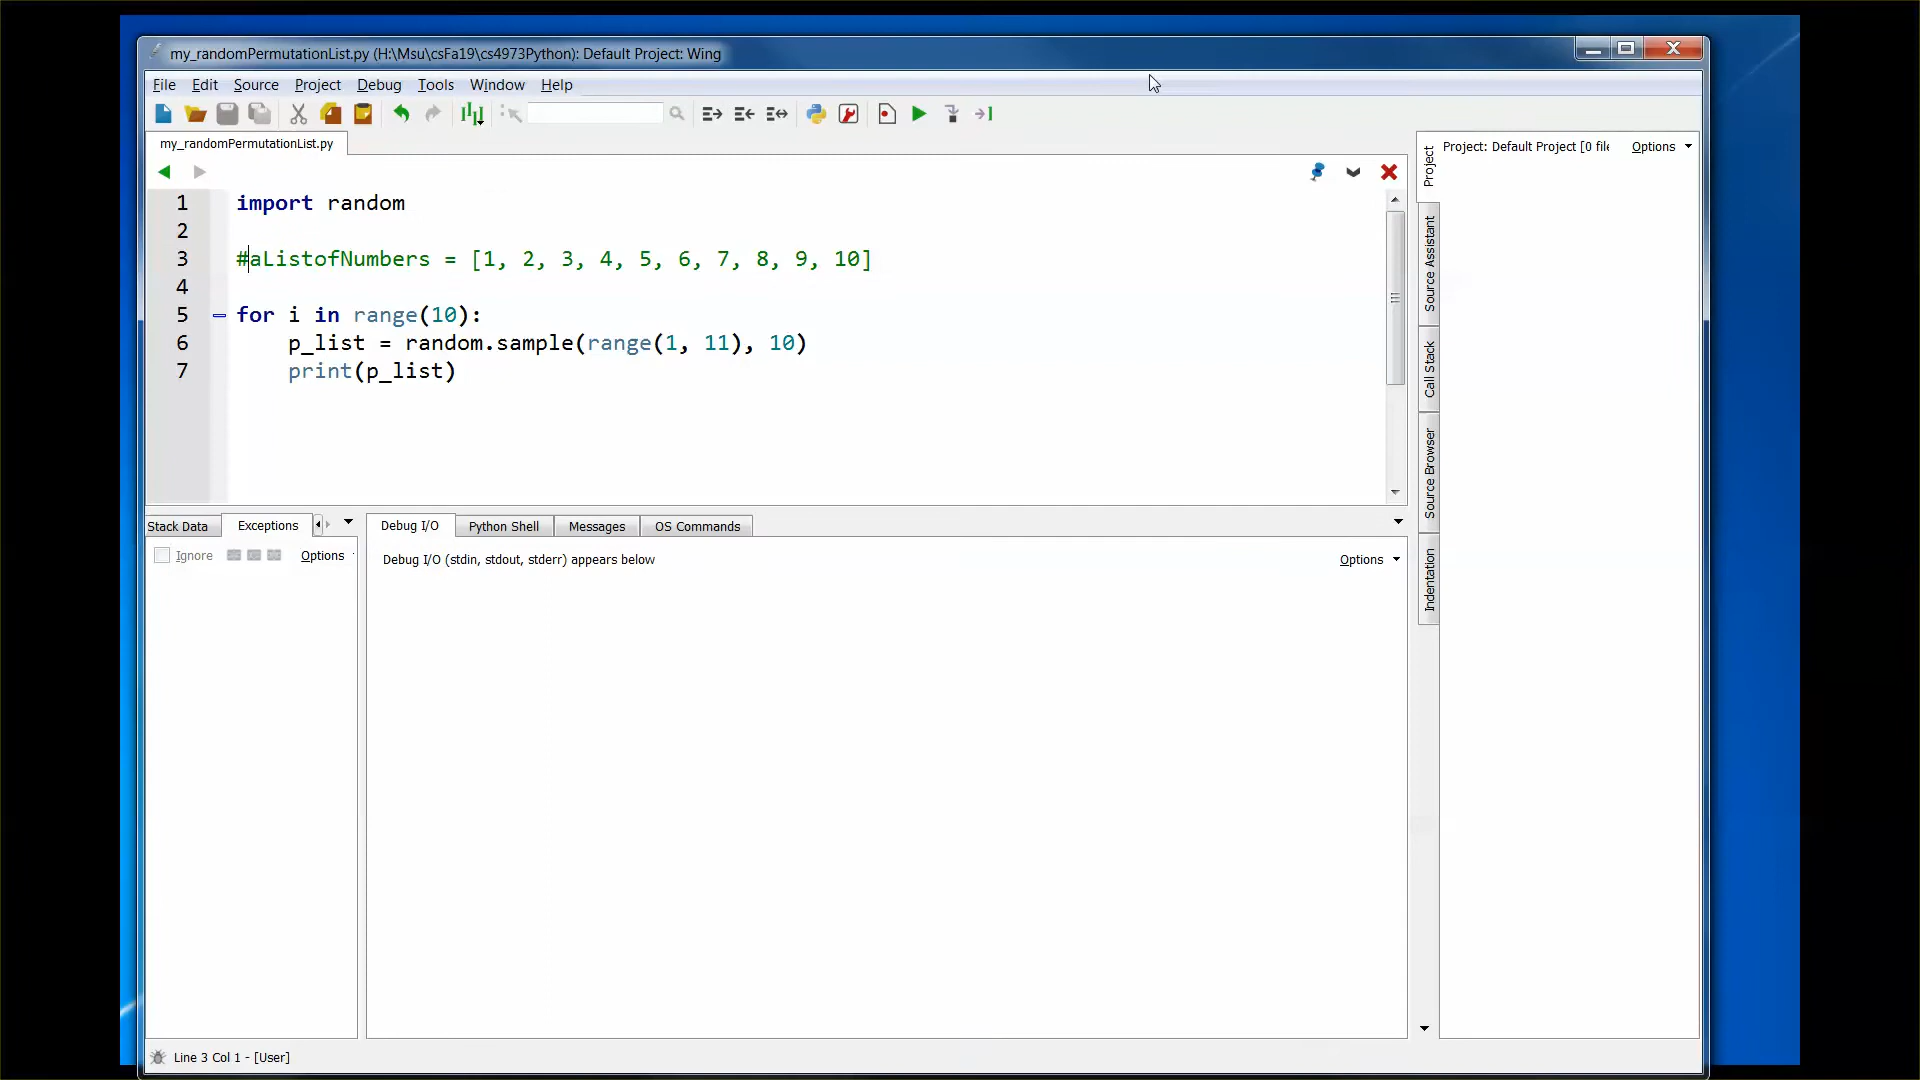 my_randomPermutationList.py (H:\Msu\csFa19\cs4973Python): Default Project: Wing
File Edit Source Project Debug Tools Window Help
my_randomPermutationList.py
Project: Default Project [0 file
Options
1 import random
2
3 #aListofNumbers = [1, 2, 3, 4, 5, 6, 7, 8, 9, 10]
4
5 for i in range(10):
6 p_list = random.sample(range(1, 11), 10)
7 print(p_list)
Project
Source Assistant
Call Stack
Source Browser
Indentation
Stack Data Exceptions
Debug I/O Python Shell Messages OS Commands
Ignore Options
Debug I/O (stdin, stdout, stderr) appears below
Options
Line 3 Col 1 - [User]